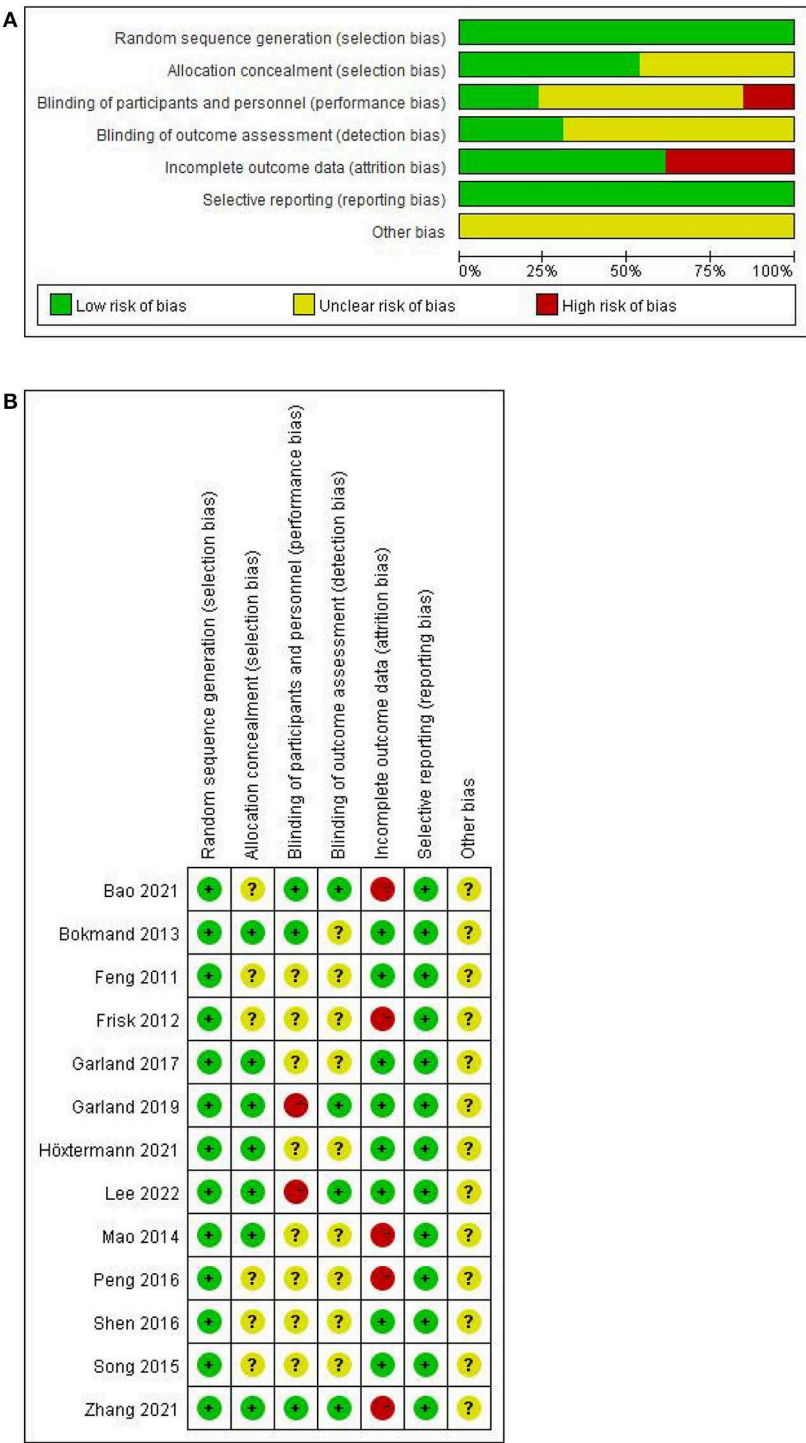 A
Random sequence generation (selection bias)
Allocation concealment (selection bias)
Blinding of participants and personnel (performance bias)
Blinding of outcome assessment (detection bias)
Incomplete outcome data (attrition bias)
Selective reporting (reporting bias)
Other bias
0% 25% 50% 75% 100%
Low risk of bias Unclear risk of bias High risk of bias
B
Random sequence generation (selection bias)
Allocation concealment (selection bias)
Blinding of participants and personnel (performance bias)
Blinding of outcome assessment (detection bias)
Incomplete outcome data (attrition bias)
Selective reporting (reporting bias)
Other bias
Bao 2021 + ? + + - + ?
Bokmand 2013 + + + ? + + ?
Feng 2011 + ? ? ? + + ?
Frisk 2012 + ? ? ? - + ?
Garland 2017 + + ? ? + + ?
Garland 2019 + + - + + + ?
Höxtermann 2021 + + ? ? + + ?
Lee 2022 + + - + + + ?
Mao 2014 + + ? ? - + ?
Peng 2016 + ? ? ? - + ?
Shen 2016 + ? ? ? + + ?
Song 2015 + ? ? ? + + ?
Zhang 2021 + + + + - + ?